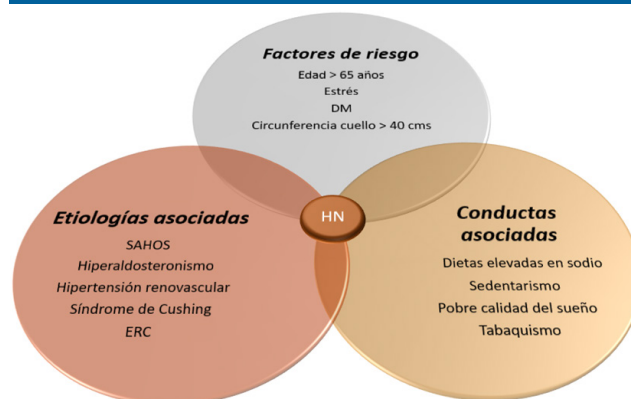 Factores de riesgo
Edad > 65 años
Estrés
DM
Circunferencia cuello > 40 cms
HN
Etiologías asociadas
SAHOS
Hiperaldosteronismo
Hipertensión renovascular
Síndrome de Cushing
ERC
Conductas
asociadas
Dietas elevadas en sodio
Sedentarismo
Pobre calidad del sueño
Tabaquismo